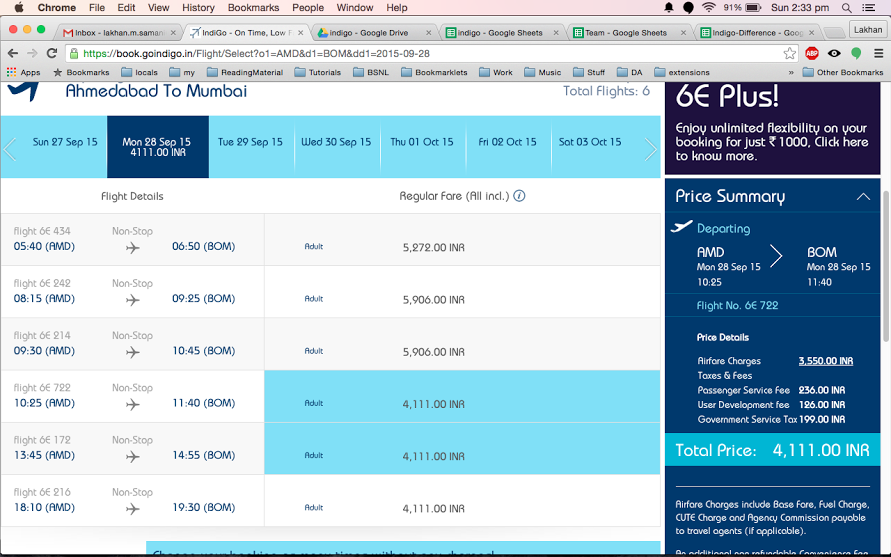 Chrome File Edit View History Bookmarks People Window Help 91% Sun 2:33 pm
Inbox - lakhan.m.saman IndiGo - On Time, Low F indigo - Google Drive indigo - Google Sheets Team - Google Sheets Indigo-Difference - Goog Lakhan
https://book.goindigo.in/Flight/Select?o1=AMD&d1=BOM&dd1=2015-09-28 ABP
Apps Bookmarks locals my ReadingMaterial Tutorials BSNL Bookmarklets Work Music Stuff DA extensions » Other Bookmarks
Ahmedabad To Mumbai Total Flights: 6
Sun 27 Sep 15 Mon 28 Sep 15 Tue 29 Sep 15 Wed 30 Sep 15 Thu 01 Oct 15 Fri 02 Oct 15 Sat 03 Oct 15
4111.00 INR
Flight Details Regular Fare (All incl.) i
flight 6E 434 Non-Stop
05:40 (AMD) 06:50 (BOM) Adult 5,272.00 INR
flight 6E 242 Non-Stop
08:15 (AMD) 09:25 (BOM) Adult 5,906.00 INR
flight 6E 214 Non-Stop
09:30 (AMD) 10:45 (BOM) Adult 5,906.00 INR
flight 6E 722 Non-Stop
10:25 (AMD) 11:40 (BOM) Adult 4,111.00 INR
flight 6E 172 Non-Stop
13:45 (AMD) 14:55 (BOM) Adult 4,111.00 INR
flight 6E 216 Non-Stop
18:10 (AMD) 19:30 (BOM) Adult 4,111.00 INR
6E Plus!
Enjoy unlimited flexibility on your
booking for just ₹ 1000, Click here
to know more.
Price Summary
Departing
AMD BOM
Mon 28 Sep 15 Mon 28 Sep 15
10:25 11:40
Flight No. 6E 722
Price Details
Airfare Charges 3,550.00 INR
Taxes & Fees
Passenger Service Fee 236.00 INR
User Development fee 126.00 INR
Government Service Tax 199.00 INR
Total Price: 4,111.00 INR
Airfare Charges include Base Fare, Fuel Charge,
CUTE Charge and Agency Commission payable
to travel agents (if applicable).
An additional non refundable Convenience Fee